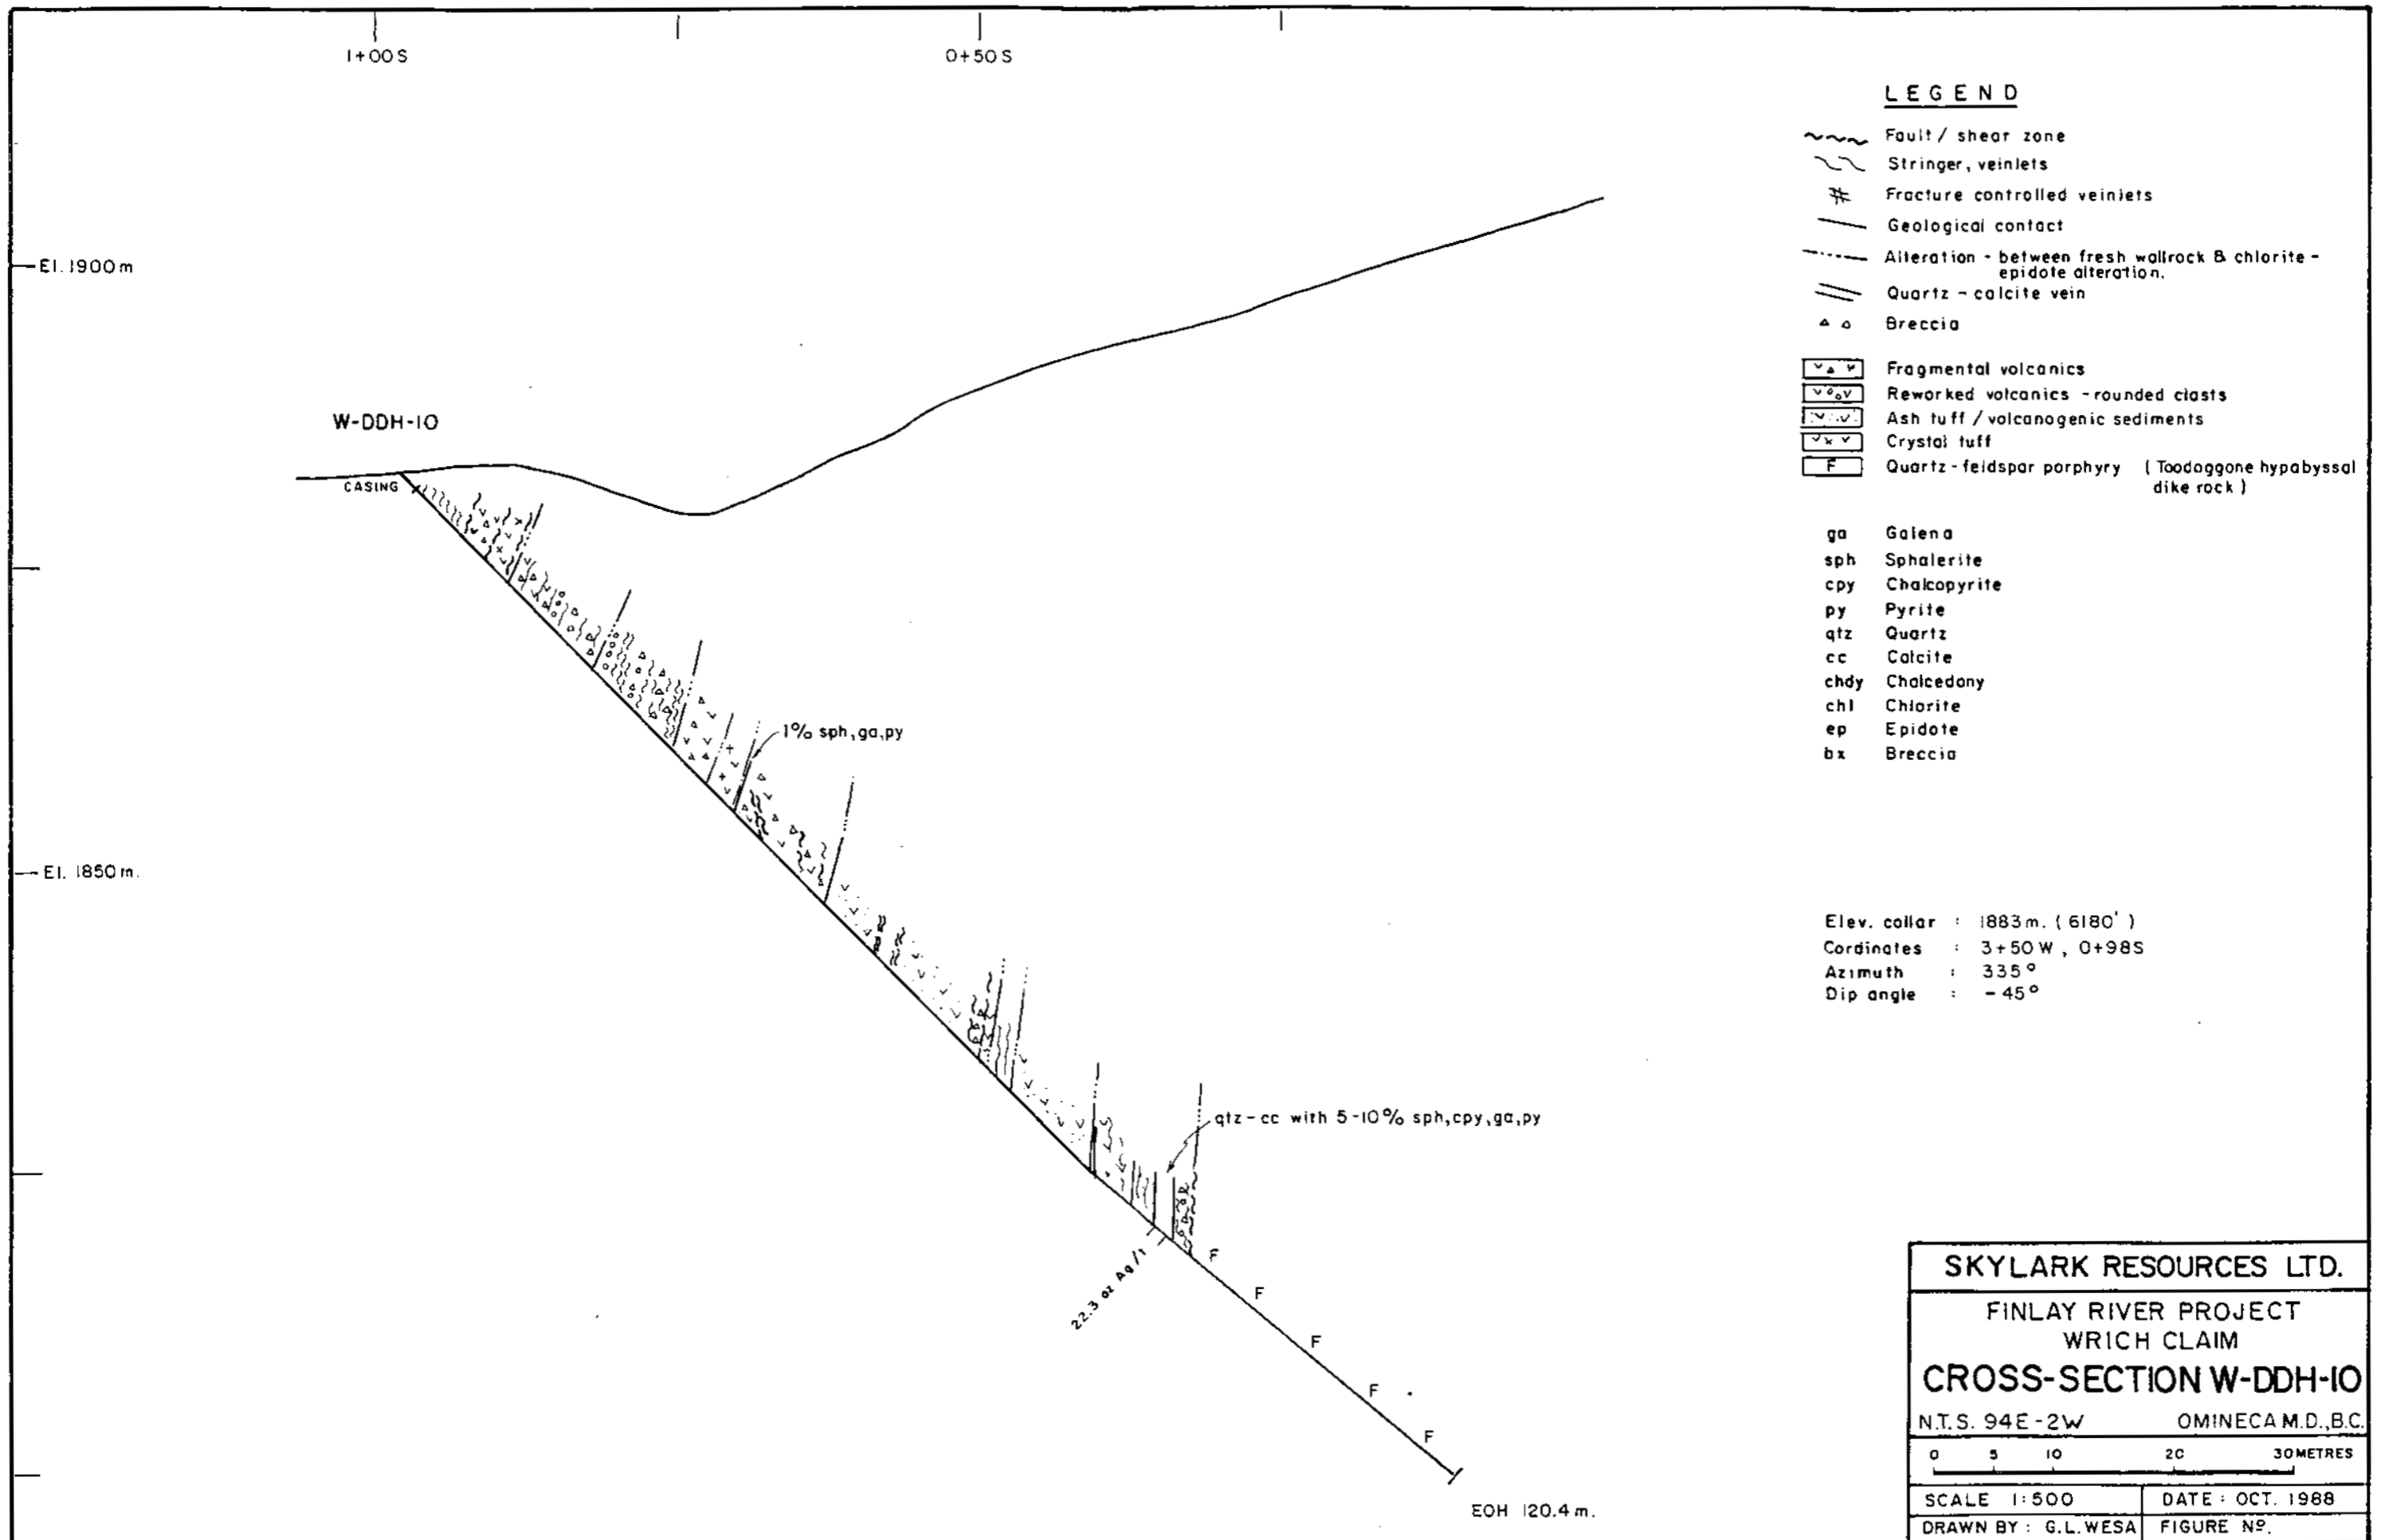 1+00S
0+50S
El. 1900m
W-DDH-10
CASING
1% sph,ga,py
El. 1850m.
qtz-cc with 5-10% sph,cpy,ga,py
22.3 oz Ag/t
F
F
F
F
F
EOH 120.4m.
LEGEND
Fault / shear zone
Stringer, veinlets
Fracture controlled veinlets
Geological contact
Alteration - between fresh wallrock & chlorite -
epidote alteration.
Quartz - calcite vein
Breccia
Fragmental volcanics
Reworked volcanics - rounded clasts
Ash tuff / volcanogenic sediments
Crystal tuff
F Quartz - feldspar porphyry ( Toodoggone hypabyssal
dike rock )
ga Galena
sph Sphalerite
cpy Chalcopyrite
py Pyrite
qtz Quartz
cc Calcite
chdy Chalcedony
chl Chlorite
ep Epidote
bx Breccia
Elev. collar : 1883m. ( 6180' )
Cordinates : 3+50W , 0+98S
Azimuth : 335°
Dip angle : -45°
SKYLARK RESOURCES LTD.
FINLAY RIVER PROJECT
WRICH CLAIM
CROSS-SECTION W-DDH-10
N.T.S. 94E-2W OMINECA M.D.,B.C.
0 5 10 20 30 METRES
SCALE 1:500 DATE : OCT. 1988
DRAWN BY : G.L. WESA FIGURE Nº.